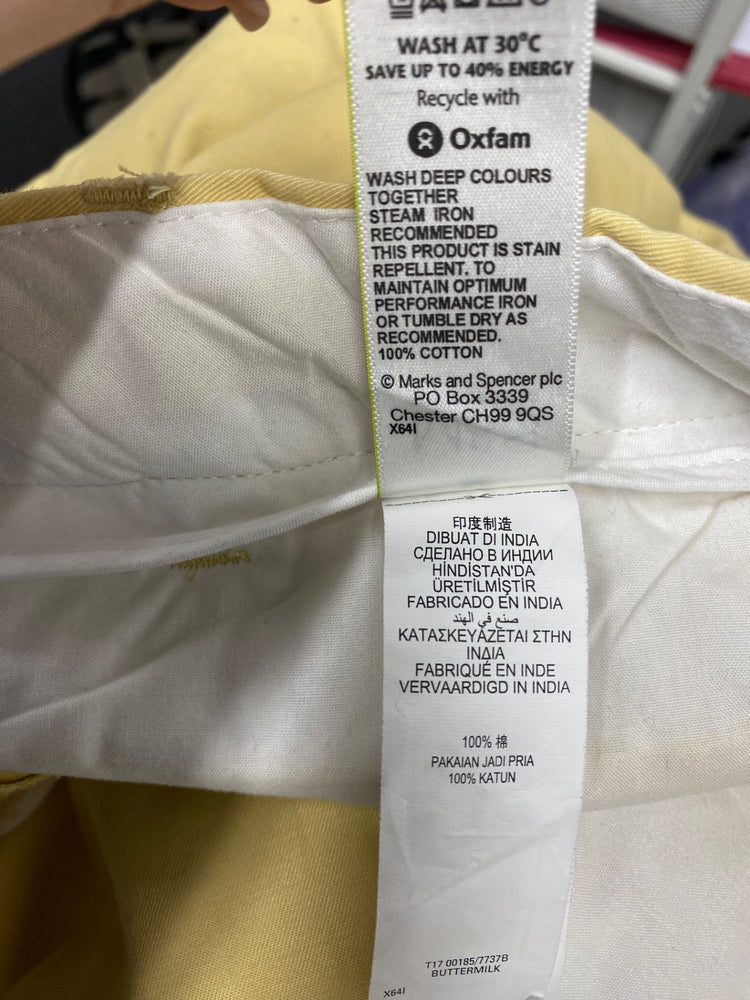 WASH AT 30°C
SAVE UP TO 40% ENERGY
Recycle with
Oxfam
WASH DEEP COLOURS
TOGETHER
STEAM IRON
RECOMMENDED
THIS PRODUCT IS STAIN
REPELLENT. TO
MAINTAIN OPTIMUM
PERFORMANCE IRON
OR TUMBLE DRY AS
RECOMMENDED.
100% COTTON
© Marks and Spencer plc
PO Box 3339
Chester CH99 9QS
X64I
印度制造
DIBUAT DI INDIA
СДЕЛАНО В ИНДИИ
HİNDİSTAN'DA
ÜRETİLMİŞTİR
FABRICADO EN INDIA
صنع في الهند
ΚΑΤΑΣΚΕΥΑΖΕΤΑΙ ΣΤΗΝ
ΙΝΔΙΑ
FABRIQUÉ EN INDE
VERVAARDIGD IN INDIA
100% 棉
PAKAIAN JADI PRIA
100% KATUN
T17 00185/7737B
BUTTERMILK
X64I